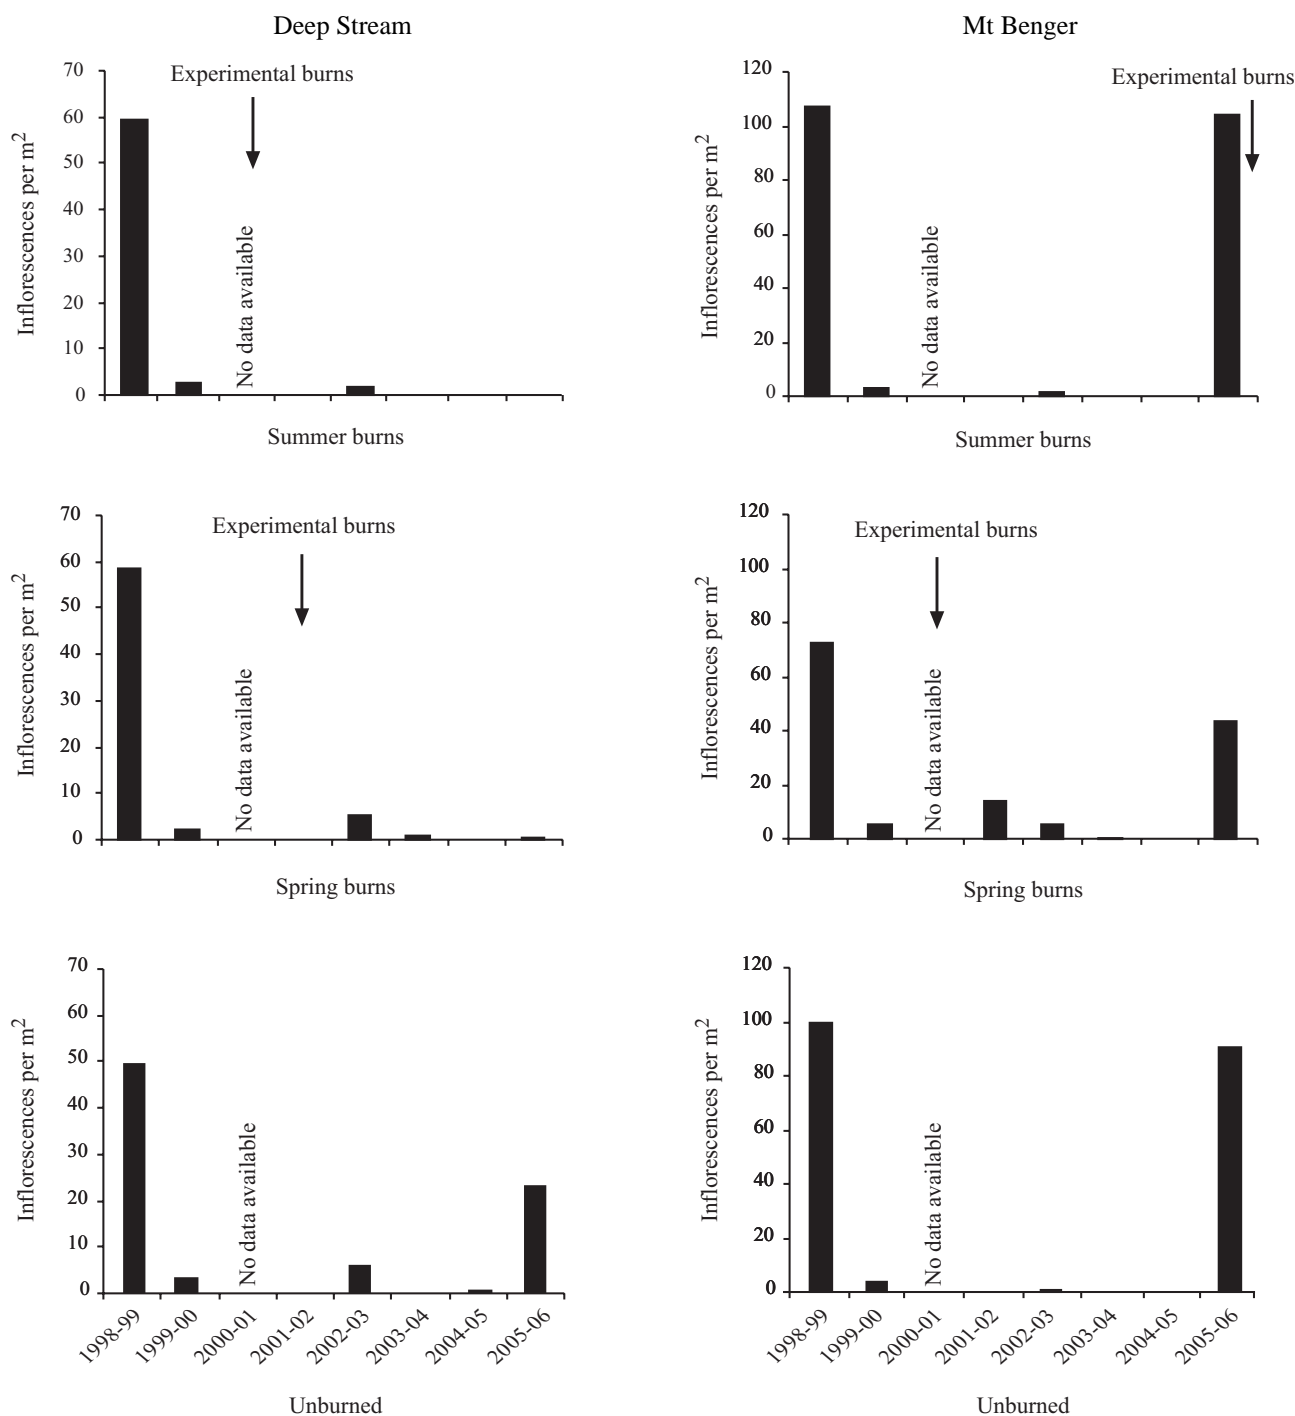 Deep Stream
Mt Benger
Experimental burns
Inflorescences per m2
70
60
50
40
30
20
10
0
No data available
Summer burns
Experimental burns
Inflorescences per m2
120
100
80
60
40
20
0
No data available
Summer burns
Experimental burns
Inflorescences per m2
70
60
50
40
30
20
10
0
No data available
Spring burns
Experimental burns
Inflorescences per m2
120
100
80
60
40
20
0
No data available
Spring burns
Inflorescences per m2
70
60
50
40
30
20
10
0
No data available
1998-99
1999-00
2000-01
2001-02
2002-03
2003-04
2004-05
2005-06
Unburned
Inflorescences per m2
120
100
80
60
40
20
0
No data available
1998-99
1999-00
2000-01
2001-02
2002-03
2003-04
2004-05
2005-06
Unburned